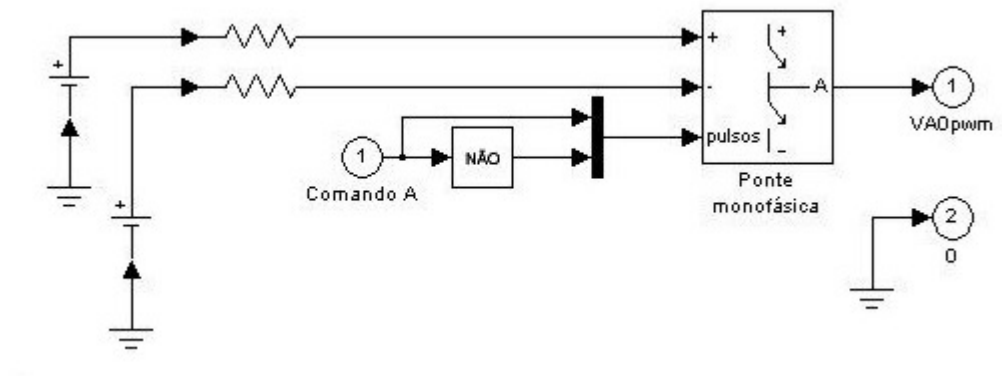 +
+
+
-
A
pulsos
+
_
1
VA0pwm
1
Comando A
NÃO
Ponte
monofásica
2
0